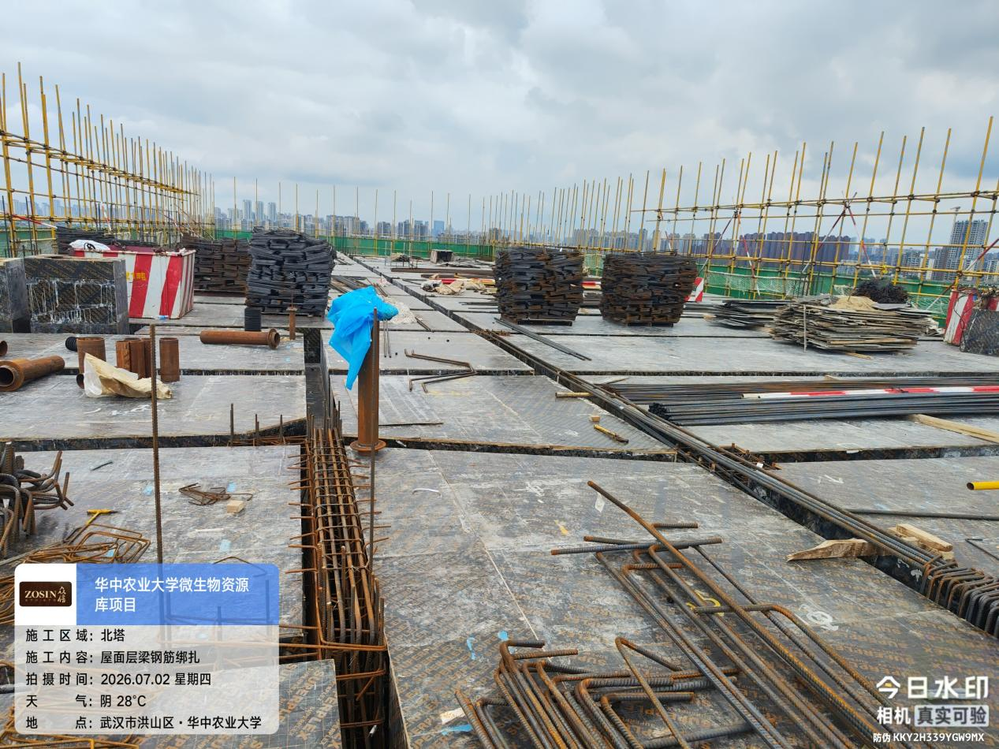 ZOSIN 众信
华中农业大学微生物资源
库项目
施工区域：北塔
施工内容：屋面层梁钢筋绑扎
拍摄时间：2026.07.02 星期四
天气：阴 28°C
地点：武汉市洪山区·华中农业大学
今日水印
相机 真实可验
防伪 KKY2H339YGW9MX